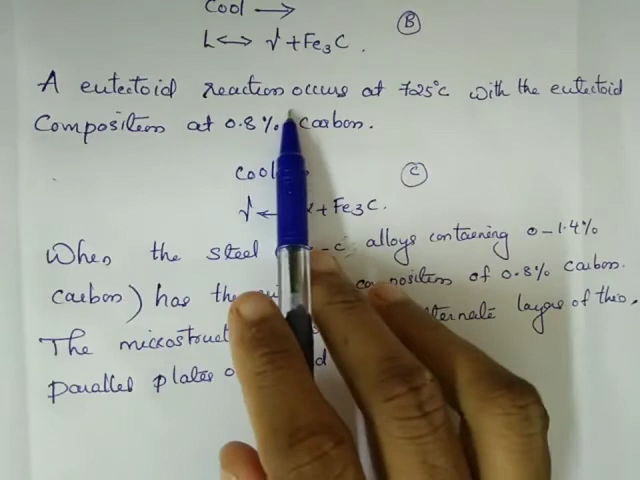 Cool →
(B)
L ↔ γ + Fe3C.
A eutectoid reaction occurs at 725°C with the eutectoid
Composition at 0.8% carbon.
Cool
(C)
γ ← + Fe3C.
When the steel -C alloys containing 0-1.4%
carbon) has the composition of 0.8% carbon.
The alternate layers of thin,
parallel plates